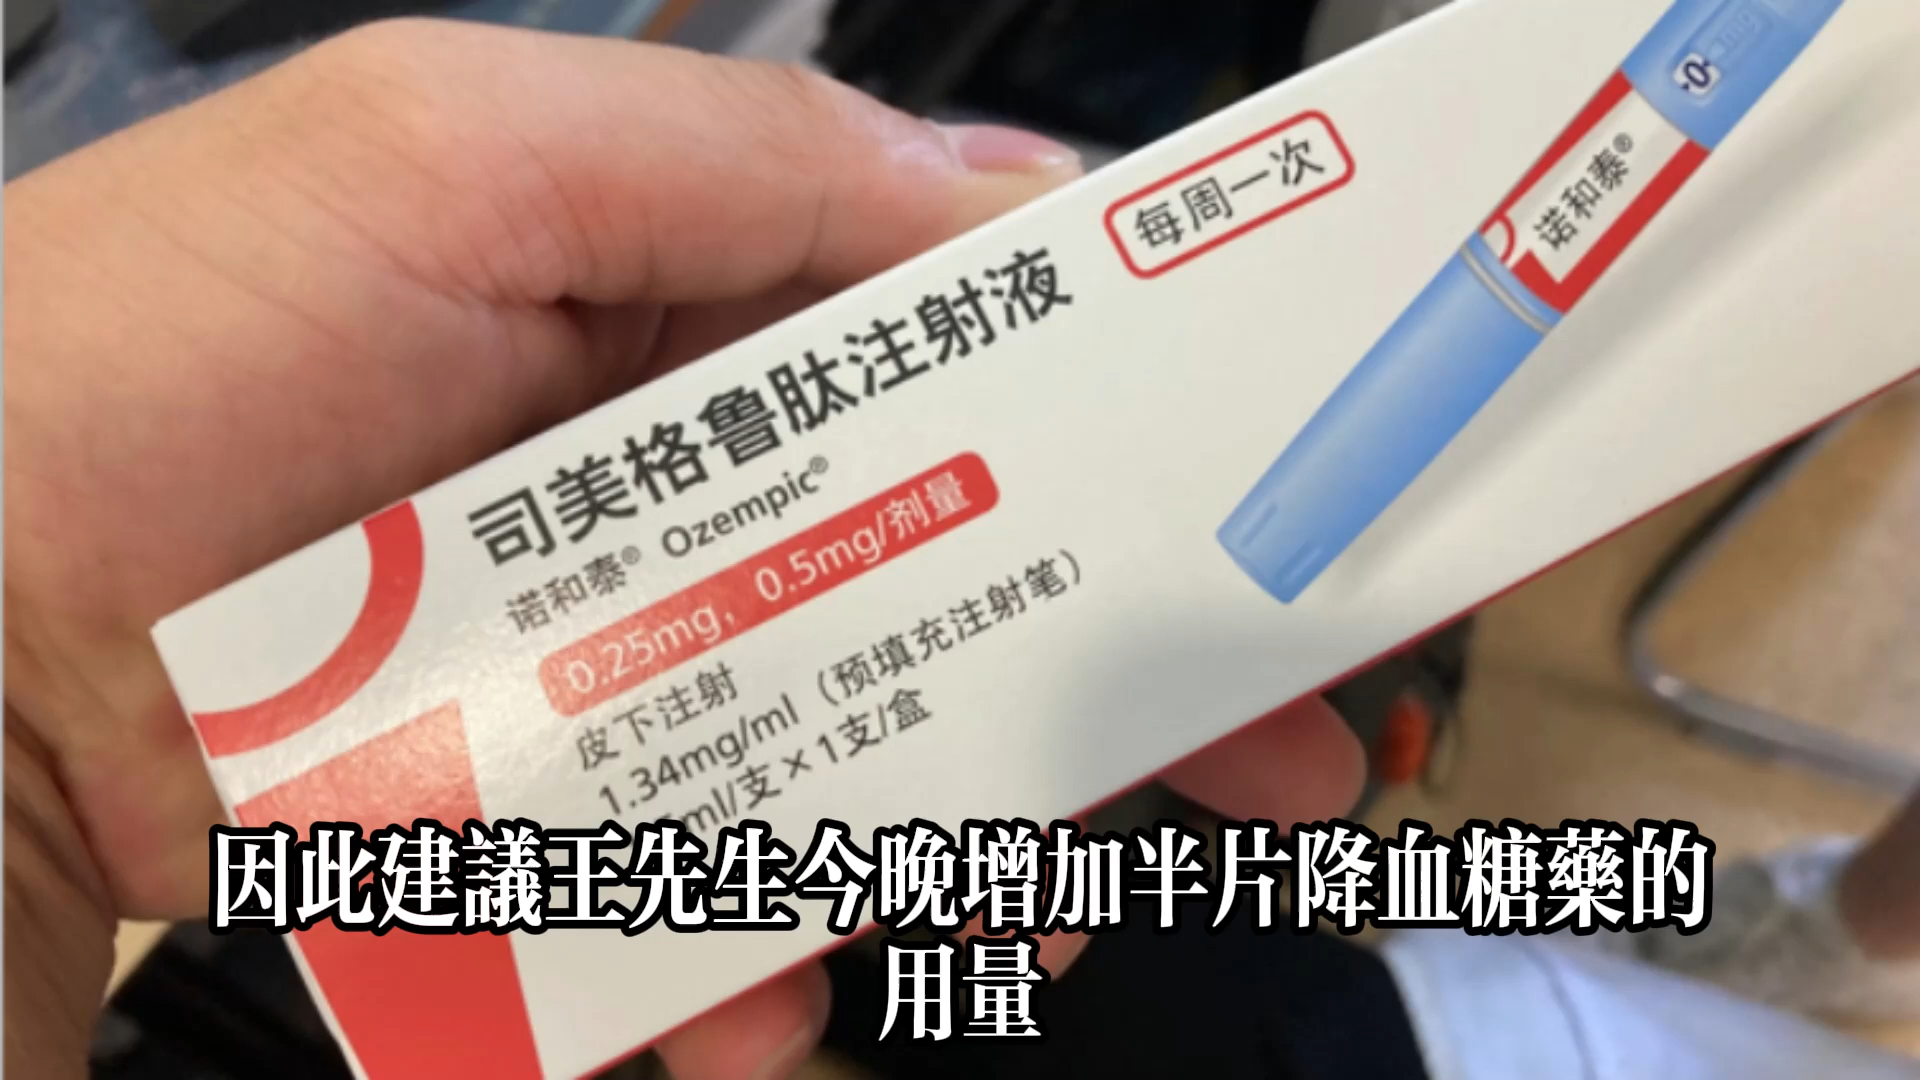 每周一次
诺和泰®
司美格鲁肽注射液
诺和泰® Ozempic®
0.25mg，0.5mg/剂量
皮下注射
1.34mg/ml（预填充注射笔）
ml/支×1支/盒
因此建議王先生今晚增加半片降血糖藥的
用量